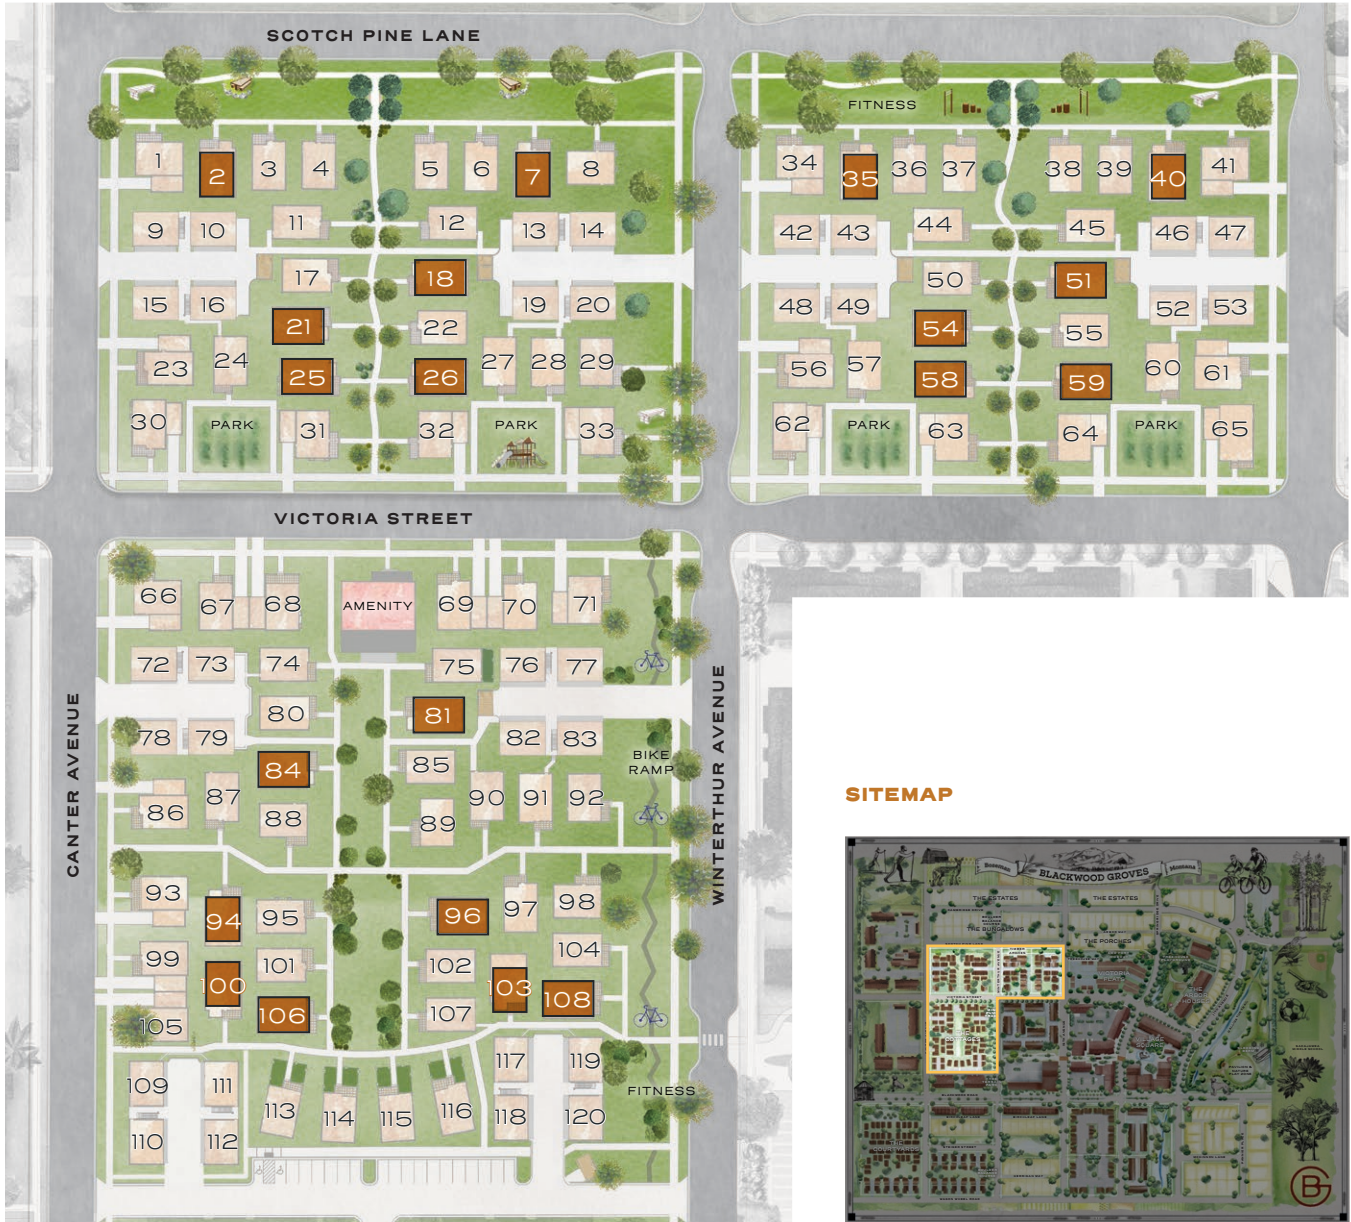 SCOTCH PINE LANE
FITNESS
1 2 3 4 5 6 7 8
34 35 36 37 38 39 40 41
9 10 11 12 13 14
42 43 44 45 46 47
17 18
50 51
15 16 19 20
48 49 52 53
21 22
54 55
23 24 25 26 27 28 29
56 57 58 59 60 61
30 PARK 31 32 PARK 33
62 PARK 63 64 PARK 65
VICTORIA STREET
66 67 68 AMENITY 69 70 71
72 73 74 75 76 77
80 81
78 79 82 83
84 85
BIKE
RAMP
86 87 88 89 90 91 92
CANTER AVENUE
WINTERTHUR AVENUE
93 94 95 96 97 98
99 100 101 102 103 104
105 106 107 108
109 111 117 119
113 114 115 116
FITNESS
110 112 118 120
SITEMAP
Bozeman BLACKWOOD GROVES Montana
THE ESTATES THE ESTATES
THE BUNGALOWS
THE PORCHES
VICTORIA STREET
B